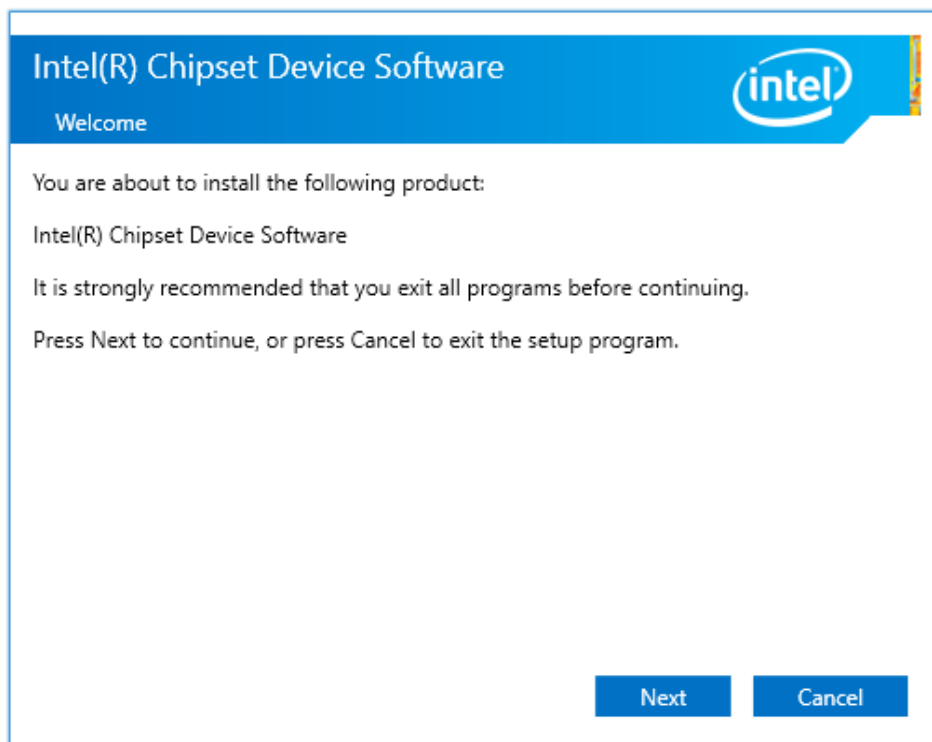 Intel(R) Chipset Device Software
intel
Welcome
You are about to install the following product:
Intel(R) Chipset Device Software
It is strongly recommended that you exit all programs before continuing.
Press Next to continue, or press Cancel to exit the setup program.
Next
Cancel